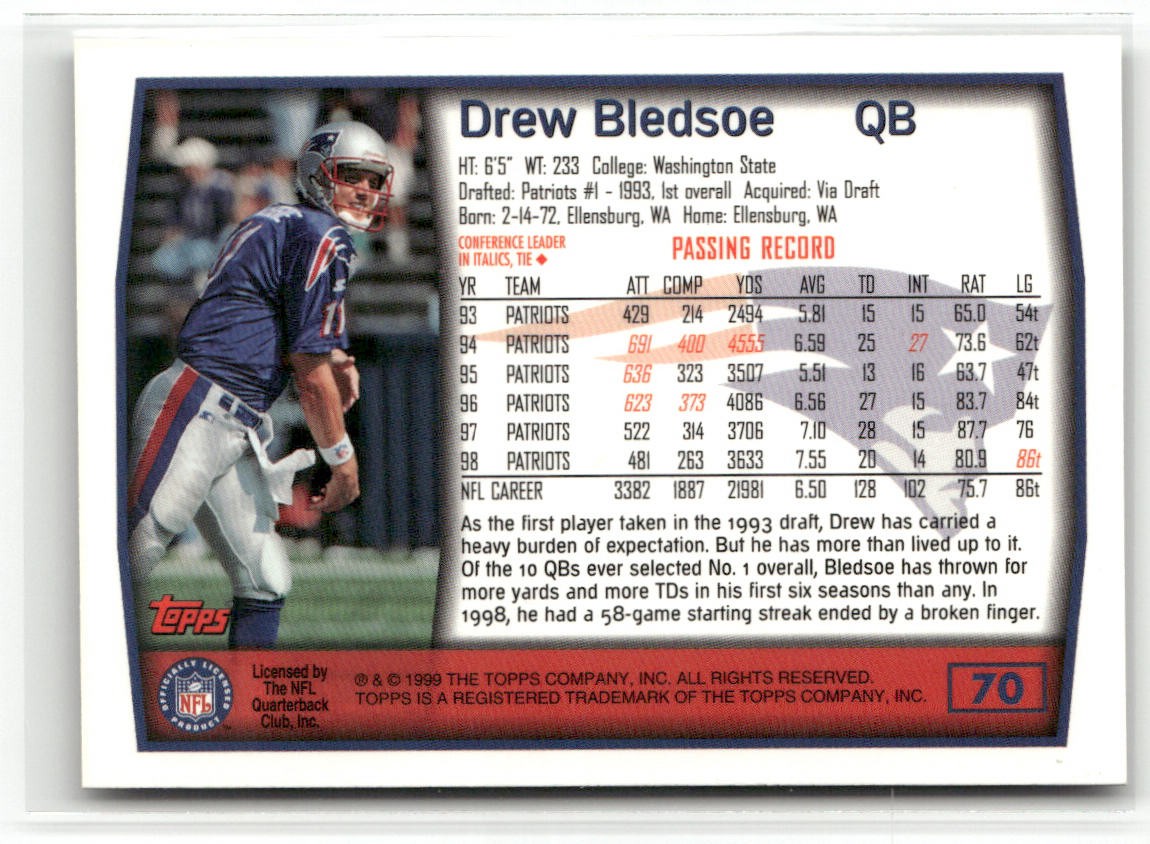 Drew Bledsoe QB
HT: 6'5" WT: 233 College: Washington State
Drafted: Patriots #1 - 1993, 1st overall Acquired: Via Draft
Born: 2-14-72, Ellensburg, WA Home: Ellensburg, WA
CONFERENCE LEADER
IN ITALICS, TIE ◆
PASSING RECORD
YR TEAM ATT COMP YDS AVG TD INT RAT LG
93 PATRIOTS 429 214 2494 5.81 15 15 65.0 54t
94 PATRIOTS 691 400 4555 6.59 25 27 73.6 62t
95 PATRIOTS 636 323 3507 5.51 13 16 63.7 47t
96 PATRIOTS 623 373 4086 6.56 27 15 83.7 84t
97 PATRIOTS 522 314 3706 7.10 28 15 87.7 76
98 PATRIOTS 481 263 3633 7.55 20 14 80.9 86t
NFL CAREER 3382 1887 21981 6.50 128 102 75.7 86t
As the first player taken in the 1993 draft, Drew has carried a
heavy burden of expectation. But he has more than lived up to it.
Of the 10 QBs ever selected No. 1 overall, Bledsoe has thrown for
more yards and more TDs in his first six seasons than any. In
1998, he had a 58-game starting streak ended by a broken finger.
11
Topps
OFFICIALLY LICENSED
NFL
PRODUCT
Licensed by
The NFL
Quarterback
Club, Inc.
® & © 1999 THE TOPPS COMPANY, INC. ALL RIGHTS RESERVED.
TOPPS IS A REGISTERED TRADEMARK OF THE TOPPS COMPANY, INC.
70